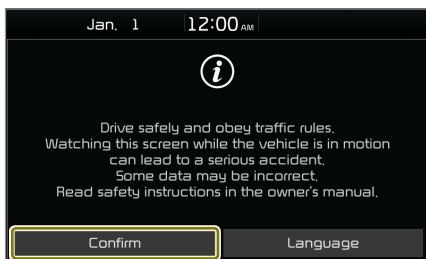 Jan. 1 12:00 AM
i
Drive safely and obey traffic rules.
Watching this screen while the vehicle is in motion
can lead to a serious accident.
Some data may be incorrect.
Read safety instructions in the owner's manual.
Confirm Language